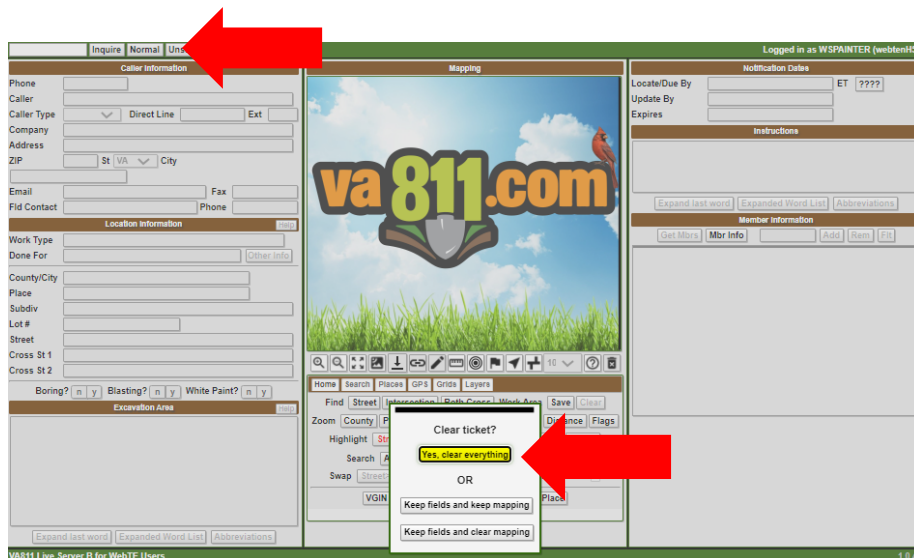 Inquire Normal
Logged in as WSPAINTER
Caller Information
Phone
Caller
Caller Type Direct Line Ext
Company
Address
ZIP St VA City
Email Fax
Fld Contact Phone
Location Information Help
Work Type
Done For Other Info
County/City
Place
Subdiv
Lot #
Street
Cross St 1
Cross St 2
Boring? n y Blasting? n y White Paint? n y
Excavation Area Help
Expand last word Expanded Word List Abbreviations
VA811 Live Server B for WebTE Users
Mapping
va811.com
10
Home Search Places GPS Grids Layers
Find Street Intersection Both Cross Work Area Save Clear
Zoom County Distance Flags
Highlight
Search
Swap
VGIN Place
Clear ticket?
Yes, clear everything
OR
Keep fields and keep mapping
Keep fields and clear mapping
Notification Dates
Locate/Due By ET ????
Update By
Expires
Instructions
Expand last word Expanded Word List Abbreviations
Member Information
Get Mbrs Mbr Info Add Rem Flt